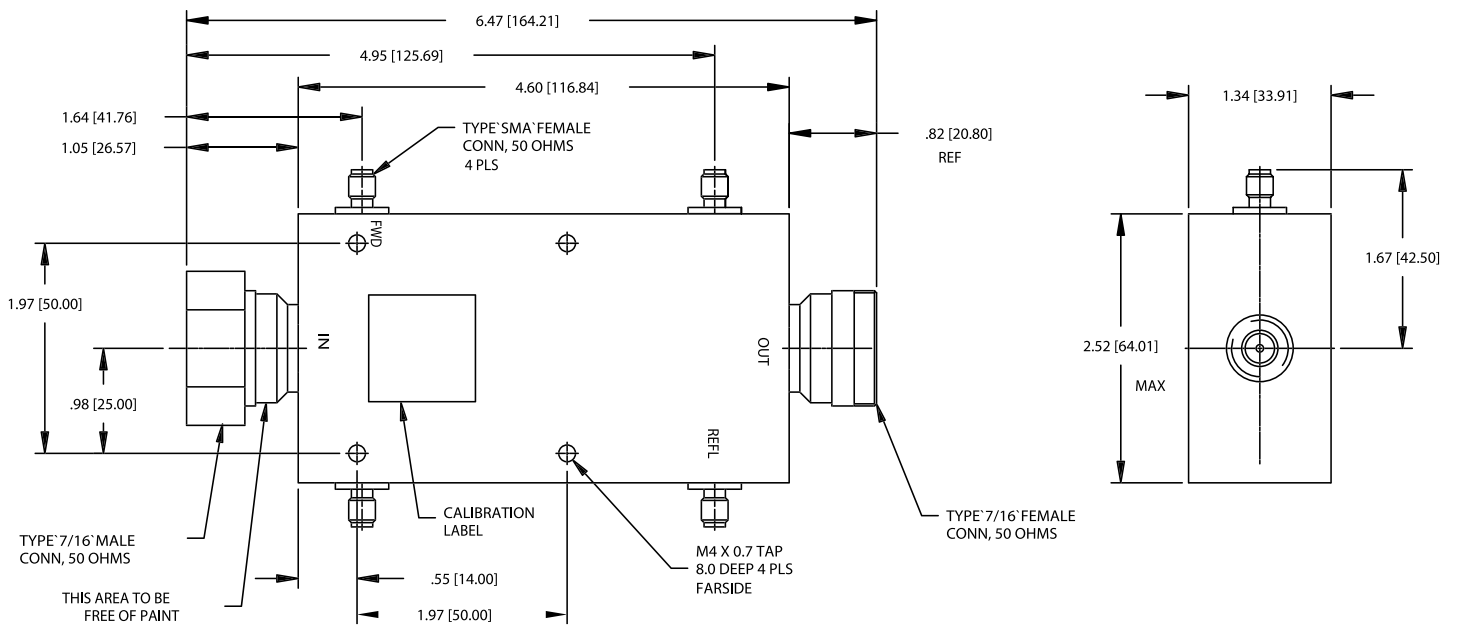 6.47 [164.21]
4.95 [125.69]
4.60 [116.84]
1.34 [33.91]
1.64 [41.76]
TYPE`SMA`FEMALE
CONN, 50 OHMS
4 PLS
.82 [20.80]
REF
1.05 [26.57]
FWD
1.67 [42.50]
1.97 [50.00]
IN
OUT
2.52 [64.01]
MAX
.98 [25.00]
REFL
CALIBRATION
LABEL
TYPE`7/16`FEMALE
CONN, 50 OHMS
TYPE`7/16`MALE
CONN, 50 OHMS
M4 X 0.7 TAP
8.0 DEEP 4 PLS
FARSIDE
.55 [14.00]
THIS AREA TO BE
FREE OF PAINT
1.97 [50.00]